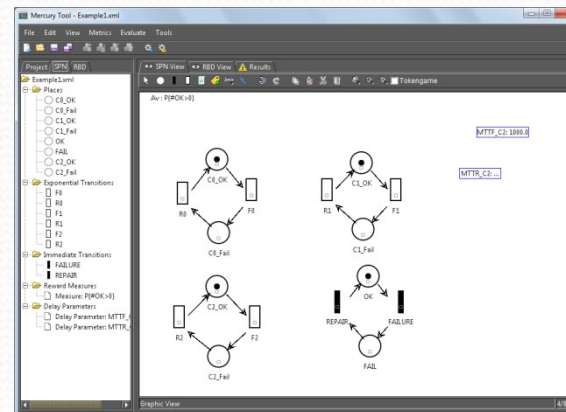 Mercury Tool - Example1.xml
File Edit View Metrics Evaluate Tools
Project SPN RBD
SPN View RBD View Results
Tokengame
Example1.xml
Places
C0_OK
C0_Fail
C1_OK
C1_Fail
OK
FAIL
C2_OK
C2_Fail
Exponential Transitions
F0
R0
F1
R1
F2
R2
Immediate Transitions
FAILURE
REPAIR
Reward Measures
Measure: P{#OK>0}
Delay Parameters
Delay Parameter: MTTF_
Delay Parameter: MTTR_
Av : P{#OK>0}
MTTF_C2: 1000.0
MTTR_C2: ...
C0_OK
R0 F0
C0_Fail
C1_OK
R1 F1
C1_Fail
C2_OK
R2 F2
C2_Fail
OK
REPAIR FAILURE
FAIL
Graphic View